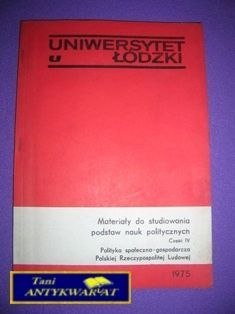 UNIWERSYTET
ŁÓDZKI
Materiały do studiowania
podstaw nauk politycznych
Część IV
Polityka społeczno-gospodarcza
Polskiej Rzeczypospolitej Ludowej
1975
Tani
ANTYKWARIAT